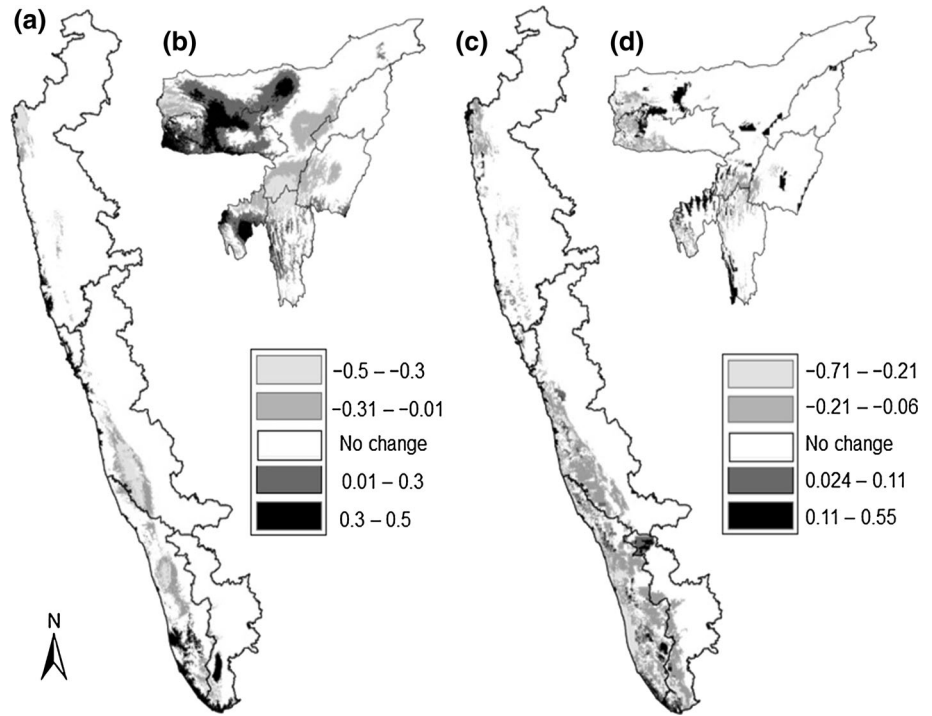 (a)
(b)
(c)
(d)
−0.5 – −0.3
−0.31 – −0.01
No change
0.01 – 0.3
0.3 – 0.5
−0.71 – −0.21
−0.21 – −0.06
No change
0.024 – 0.11
0.11 – 0.55
N